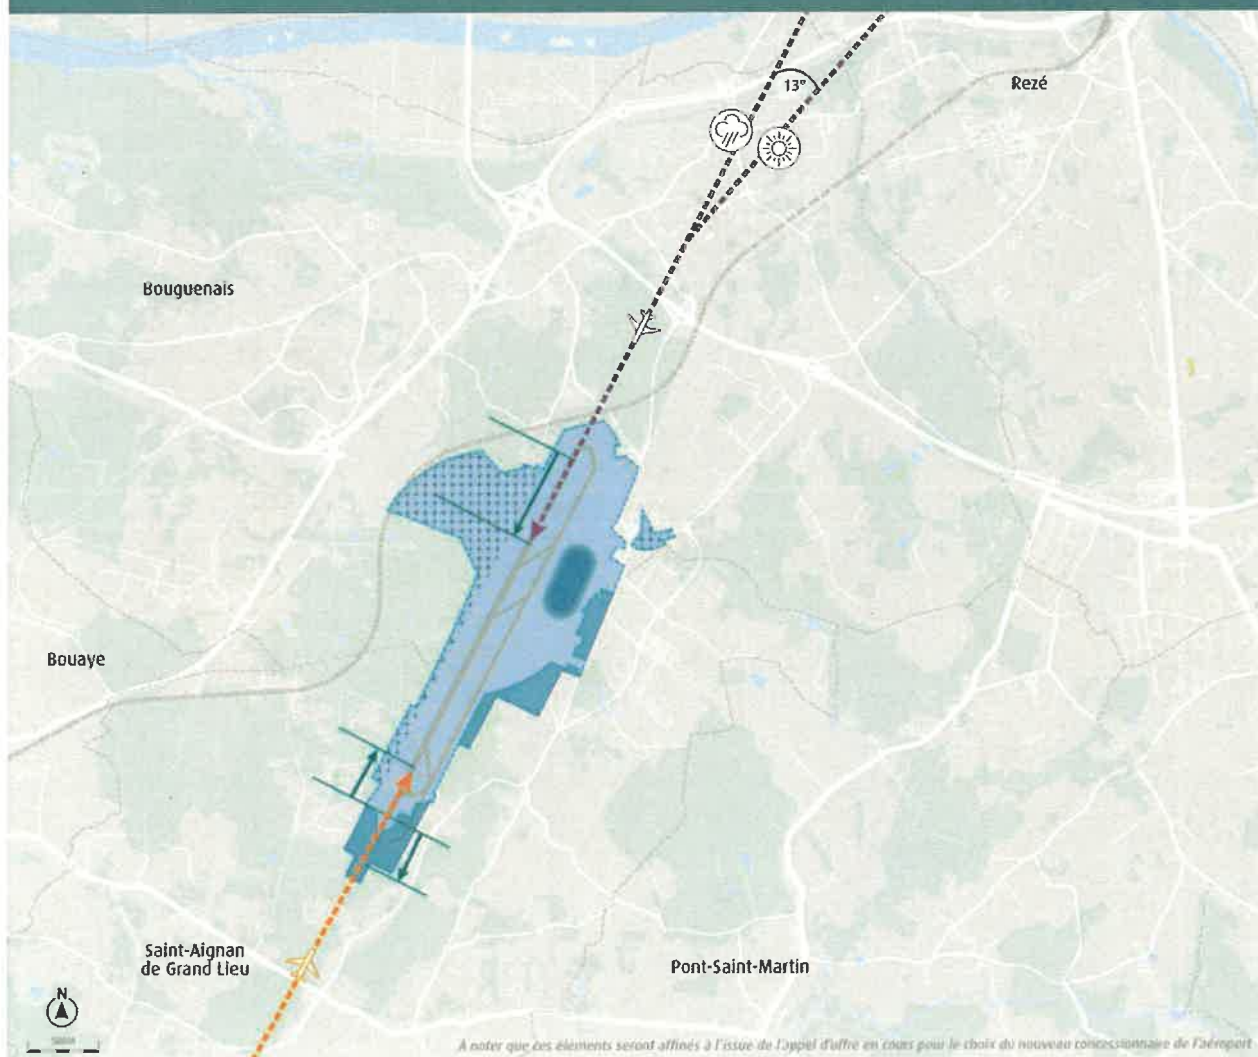 13°
Rezé
Bouguenais
Bouaye
Saint-Aignan
de Grand Lieu
Pont-Saint-Martin
N
A noter que ces éléments seront affinés à l'issue de l'appel d'offre en cours pour le choix du nouveau concessionnaire de l'aéroport